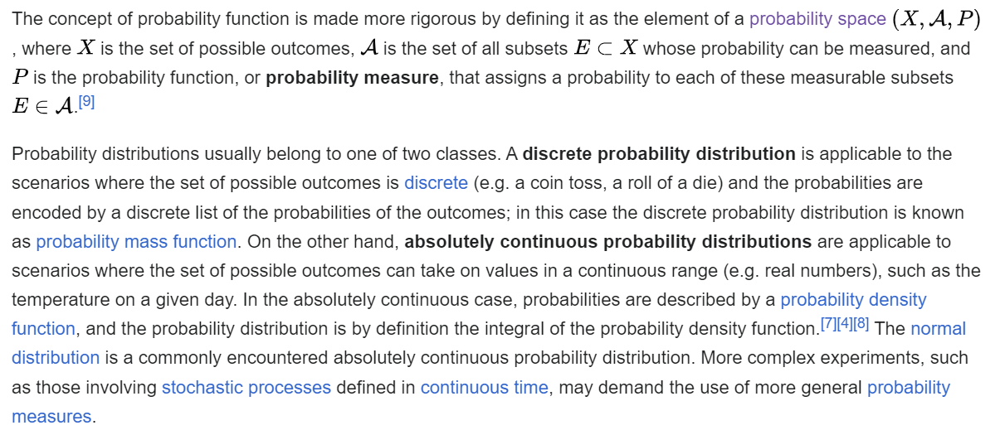 The concept of probability function is made more rigorous by defining it as the element of a probability space (X, 𝒜, P)
, where X is the set of possible outcomes, 𝒜 is the set of all subsets E ⊂ X whose probability can be measured, and
P is the probability function, or probability measure, that assigns a probability to each of these measurable subsets
E ∈ 𝒜.[9]
Probability distributions usually belong to one of two classes. A discrete probability distribution is applicable to the
scenarios where the set of possible outcomes is discrete (e.g. a coin toss, a roll of a die) and the probabilities are
encoded by a discrete list of the probabilities of the outcomes; in this case the discrete probability distribution is known
as probability mass function. On the other hand, absolutely continuous probability distributions are applicable to
scenarios where the set of possible outcomes can take on values in a continuous range (e.g. real numbers), such as the
temperature on a given day. In the absolutely continuous case, probabilities are described by a probability density
function, and the probability distribution is by definition the integral of the probability density function.[7][4][8] The normal
distribution is a commonly encountered absolutely continuous probability distribution. More complex experiments, such
as those involving stochastic processes defined in continuous time, may demand the use of more general probability
measures.